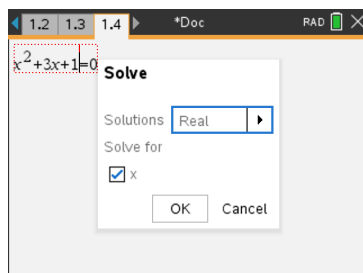 1.2 1.3 1.4 *Doc RAD
x²+3x+1=0
Solve
Solutions Real
Solve for
x
OK Cancel